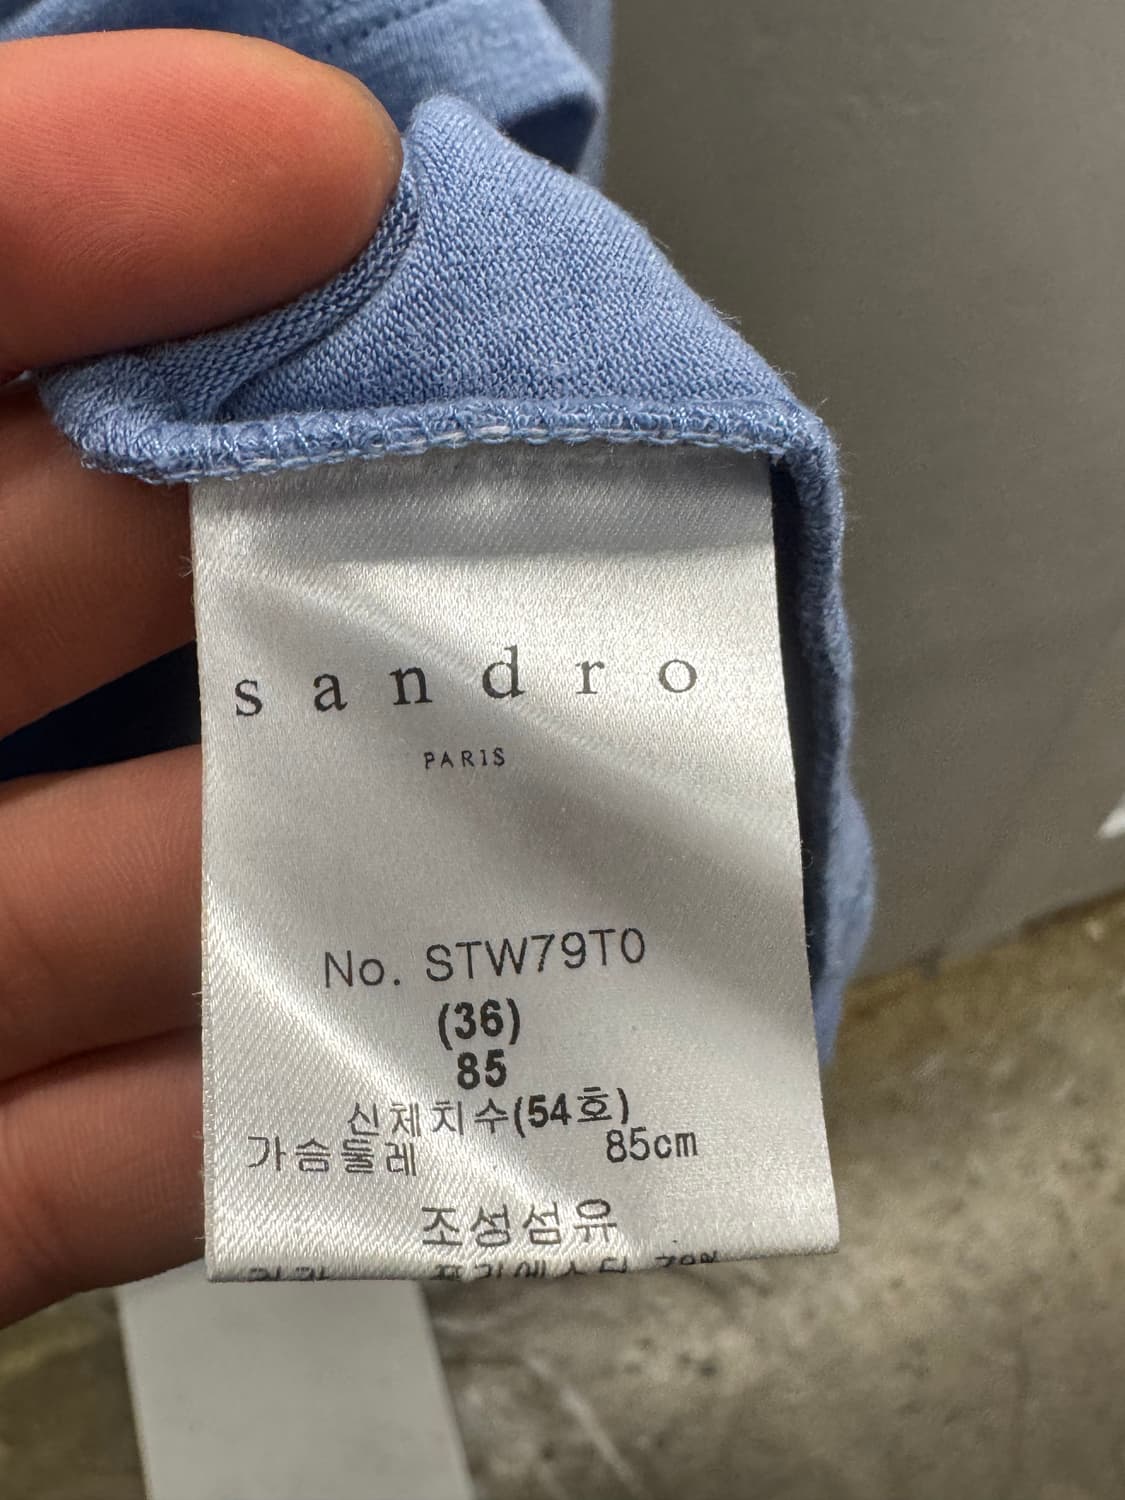 sandro
PARIS
No. STW79T0
(36)
85
신체치수(54호)
가슴둘레 85cm
조성섬유